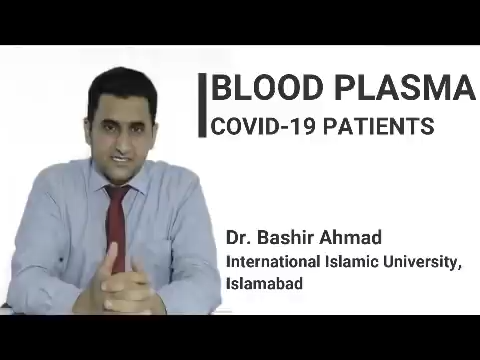 BLOOD PLASMA
COVID-19 PATIENTS
Dr. Bashir Ahmad
International Islamic University,
Islamabad